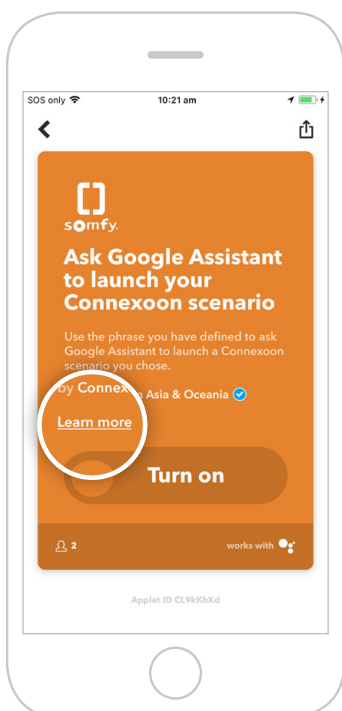 SOS only 10:21 am
somfy.
Ask Google Assistant
to launch your
Connexoon scenario
Use the phrase you have defined to ask
Google Assistant to launch a Connexoon
scenario you chose.
by Connex n Asia & Oceania
Learn more
Turn on
2 works with
Applet ID CL9kKhXd